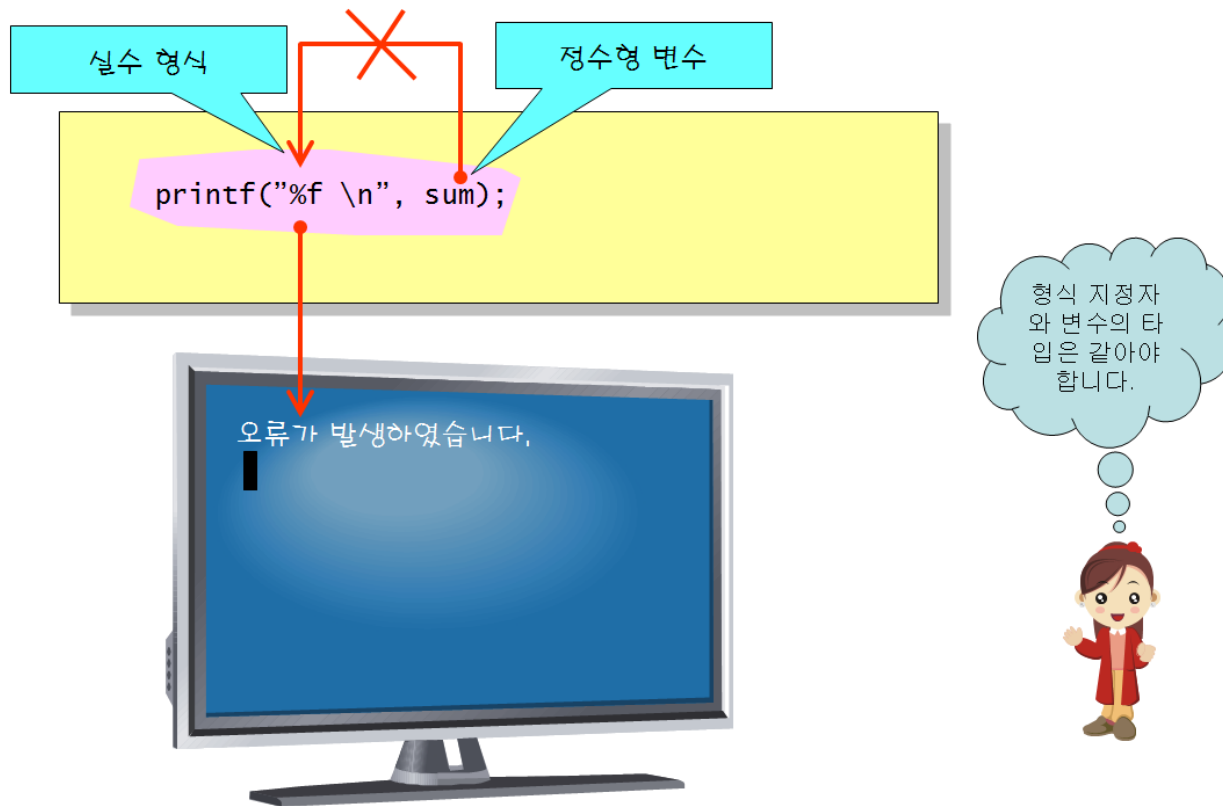 실수 형식
정수형 변수
printf("%f \n", sum);
형식 지정자
와 변수의 타
입은 같아야
합니다.
오류가 발생하였습니다.